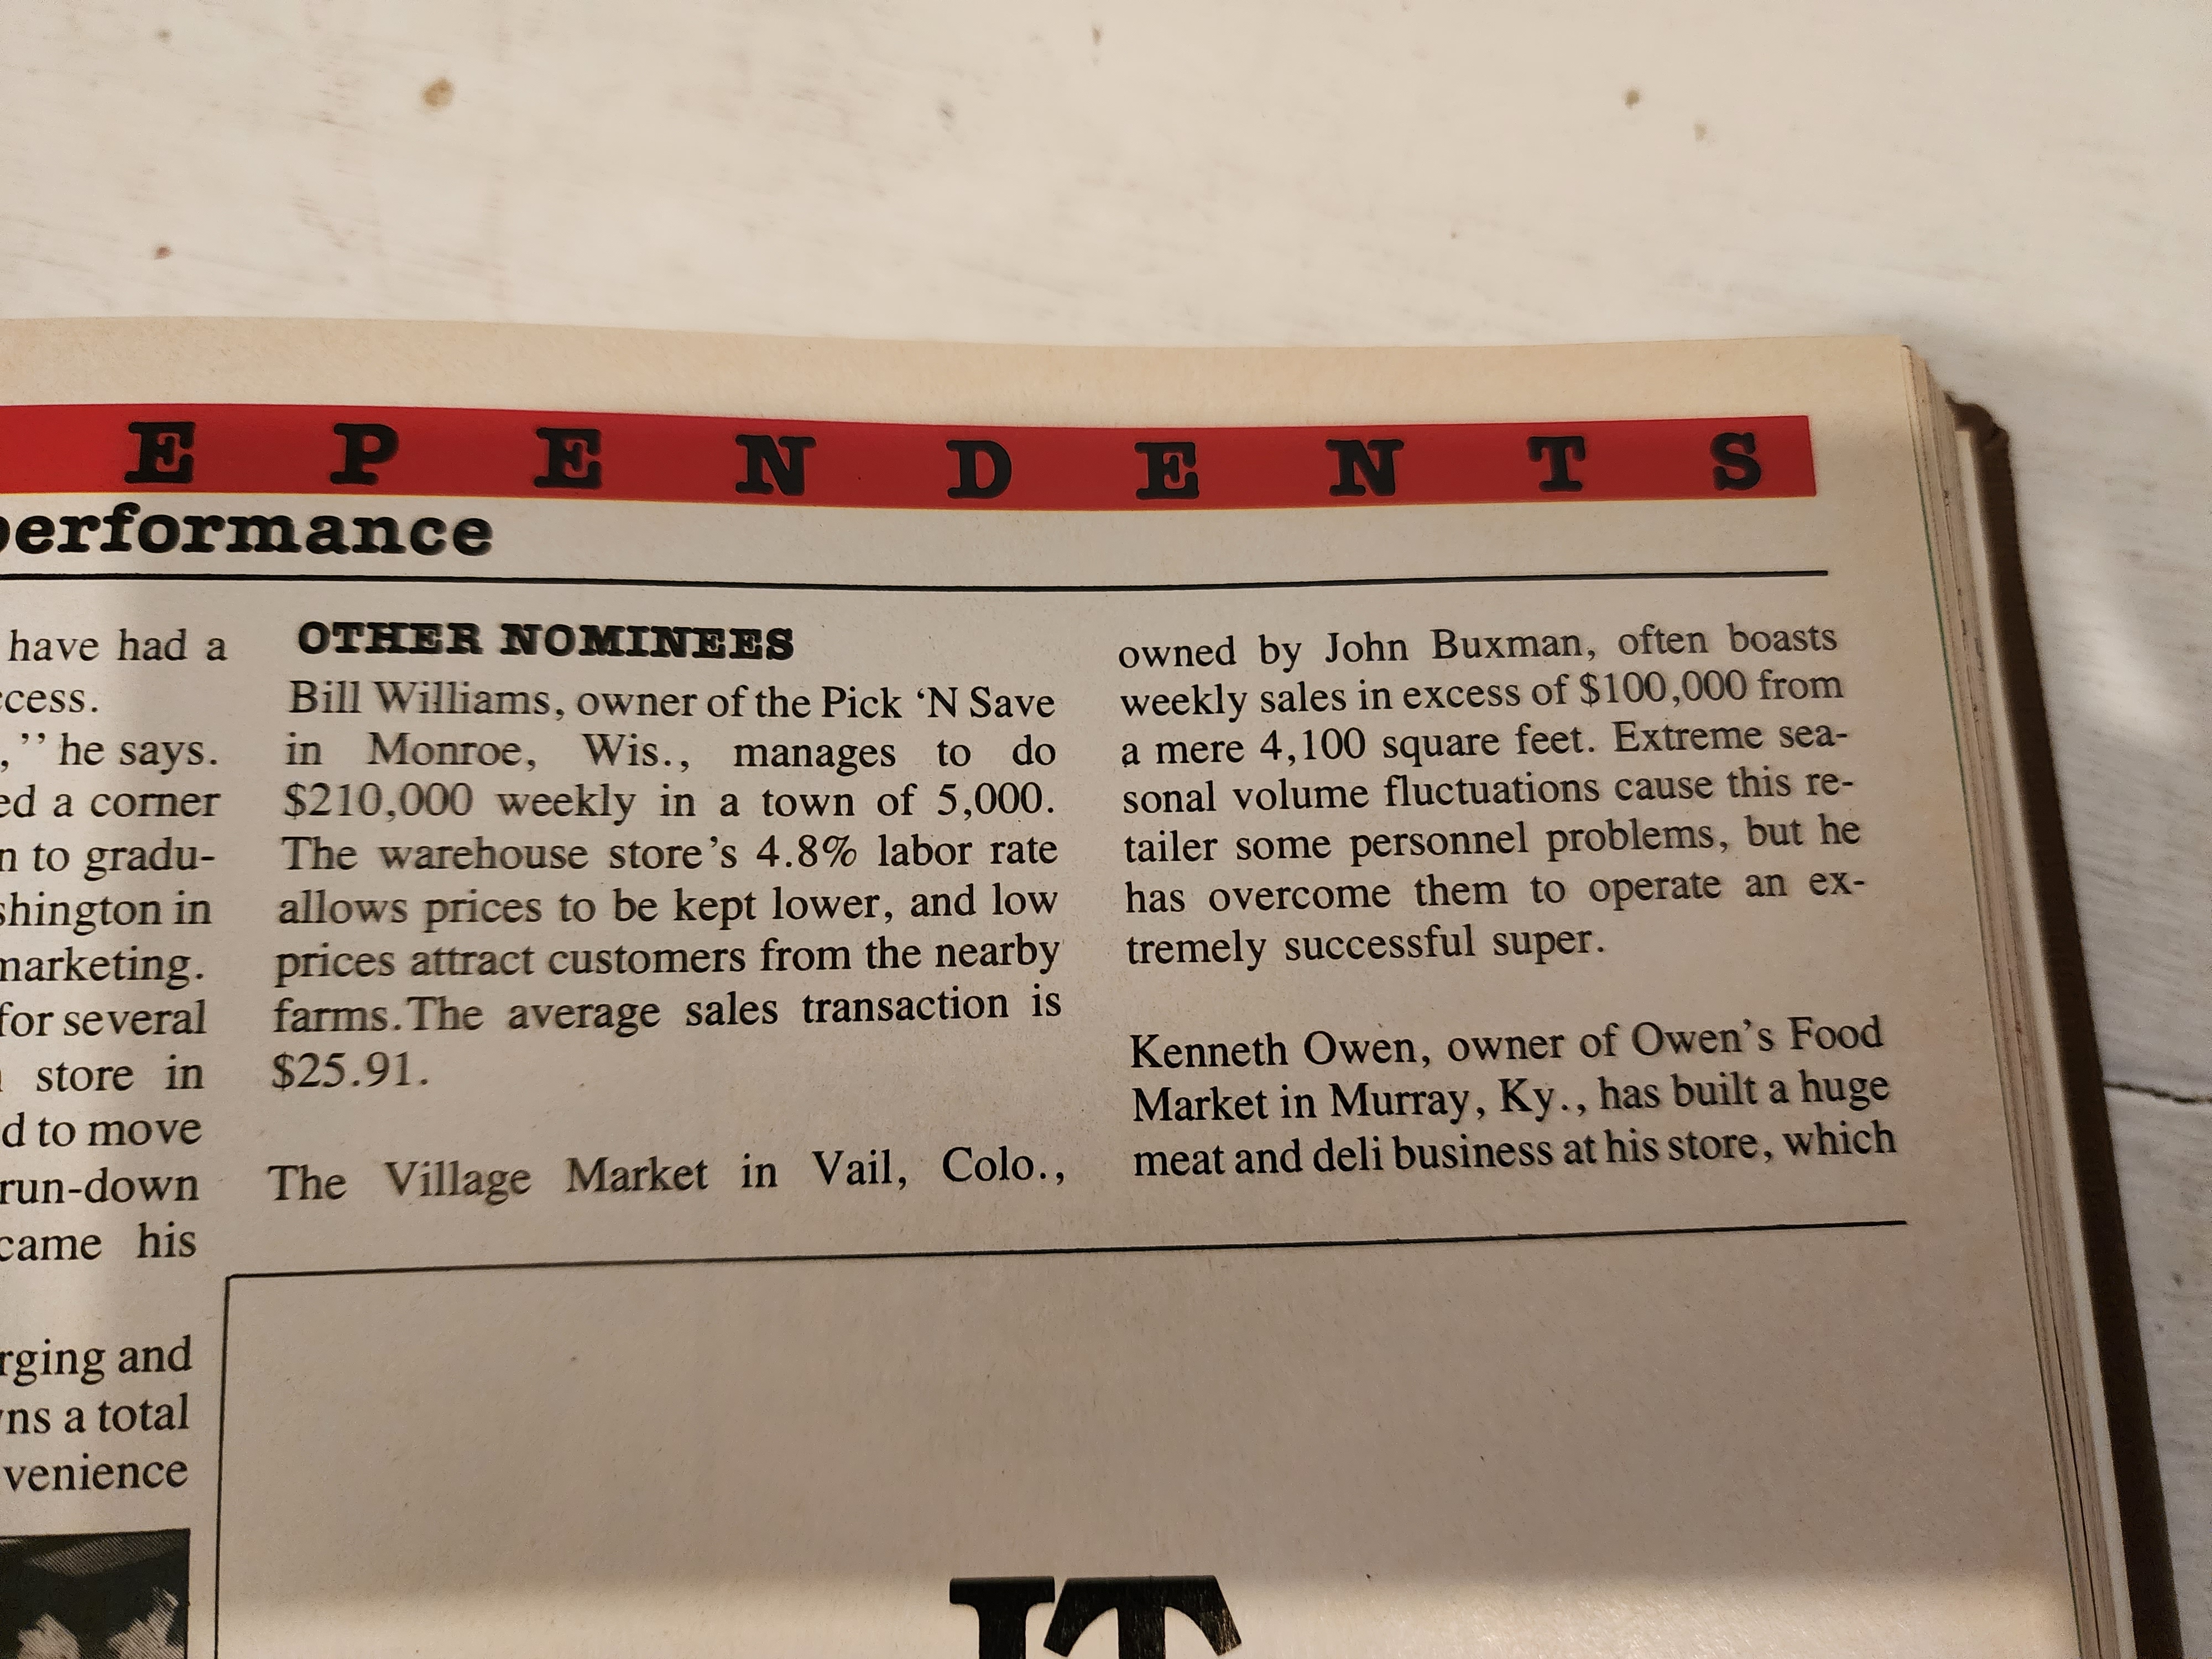 E P E N D E N T S
performance
have had a
he says.
a corner
to gradu-
in
marketing.
for several
store in
to move
run-down
came his
and
a total
OTHER NOMINEES
Bill Williams, owner of the Pick ‘N Save
in Monroe, Wis., manages to do
$210,000 weekly in a town of 5,000.
The warehouse store’s 4.8% labor rate
allows prices to be kept lower, and low
prices attract customers from the nearby
farms.The average sales transaction is
$25.91.
The Village Market in Vail, Colo.,
owned by John Buxman, often boasts
weekly sales in excess of $100,000 from
a mere 4,100 square feet. Extreme sea-
sonal volume fluctuations cause this re-
tailer some personnel problems, but he
has overcome them to operate an ex-
tremely successful super.
Kenneth Owen, owner of Owen’s Food
Market in Murray, Ky., has built a huge
meat and deli business at his store, which